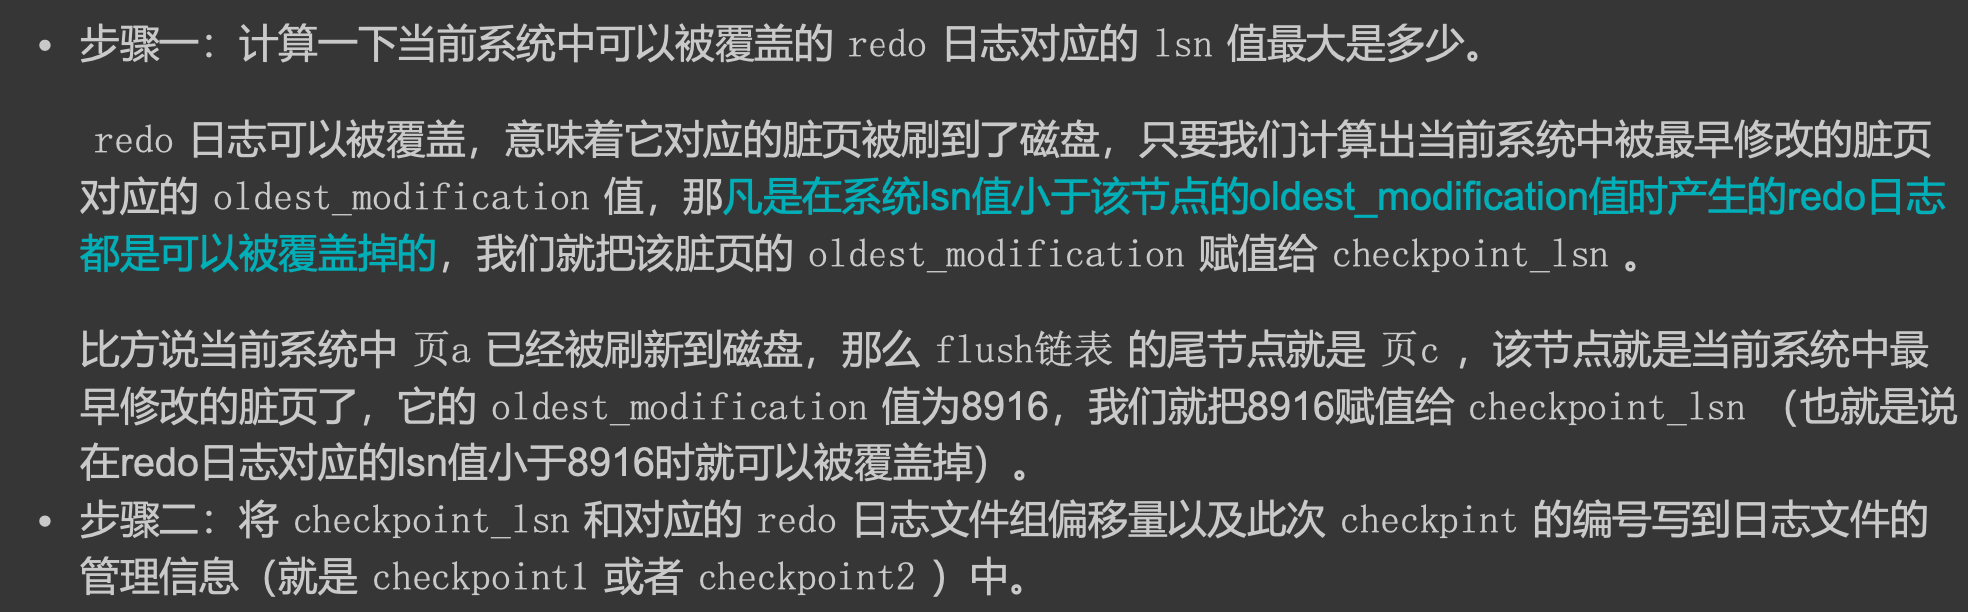 • 步骤一：计算一下当前系统中可以被覆盖的 redo 日志对应的 lsn 值最大是多少。
redo 日志可以被覆盖，意味着它对应的脏页被刷到了磁盘，只要我们计算出当前系统中被最早修改的脏页
对应的 oldest_modification 值，那凡是在系统lsn值小于该节点的oldest_modification值时产生的redo日志
都是可以被覆盖掉的，我们就把该脏页的 oldest_modification 赋值给 checkpoint_lsn 。
比方说当前系统中 页a 已经被刷新到磁盘，那么 flush链表 的尾节点就是 页c ，该节点就是当前系统中最
早修改的脏页了，它的 oldest_modification 值为8916，我们就把8916赋值给 checkpoint_lsn （也就是说
在redo日志对应的lsn值小于8916时就可以被覆盖掉）。
• 步骤二：将 checkpoint_lsn 和对应的 redo 日志文件组偏移量以及此次 checkpint 的编号写到日志文件的
管理信息（就是 checkpoint1 或者 checkpoint2 ）中。